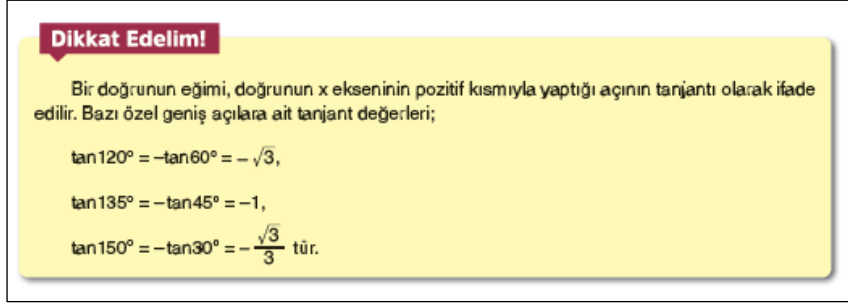 Dikkat Edelim!
Bir doğrunun eğimi, doğrunun x ekseninin pozitif kısmıyla yaptığı açının tanjantı olarak ifade
edilir. Bazı özel geniş açılara ait tanjant değerleri;
tan120° = –tan60° = – √3,
tan135° = –tan45° = –1,
tan150° = –tan30° = – √3/3 tür.